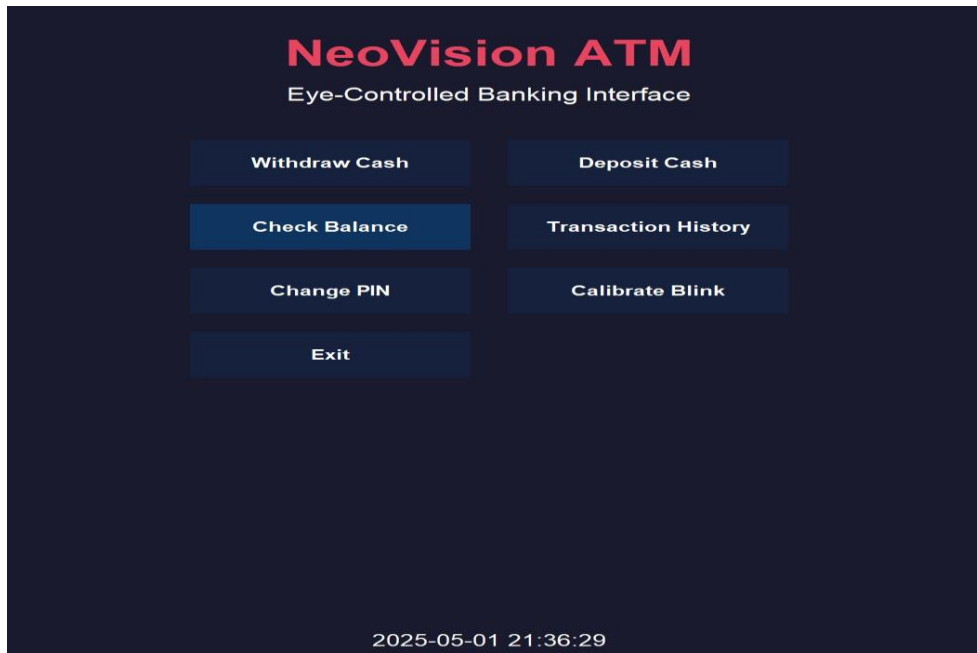 NeoVision ATM
Eye-Controlled Banking Interface
Withdraw Cash
Deposit Cash
Check Balance
Transaction History
Change PIN
Calibrate Blink
Exit
2025-05-01 21:36:29